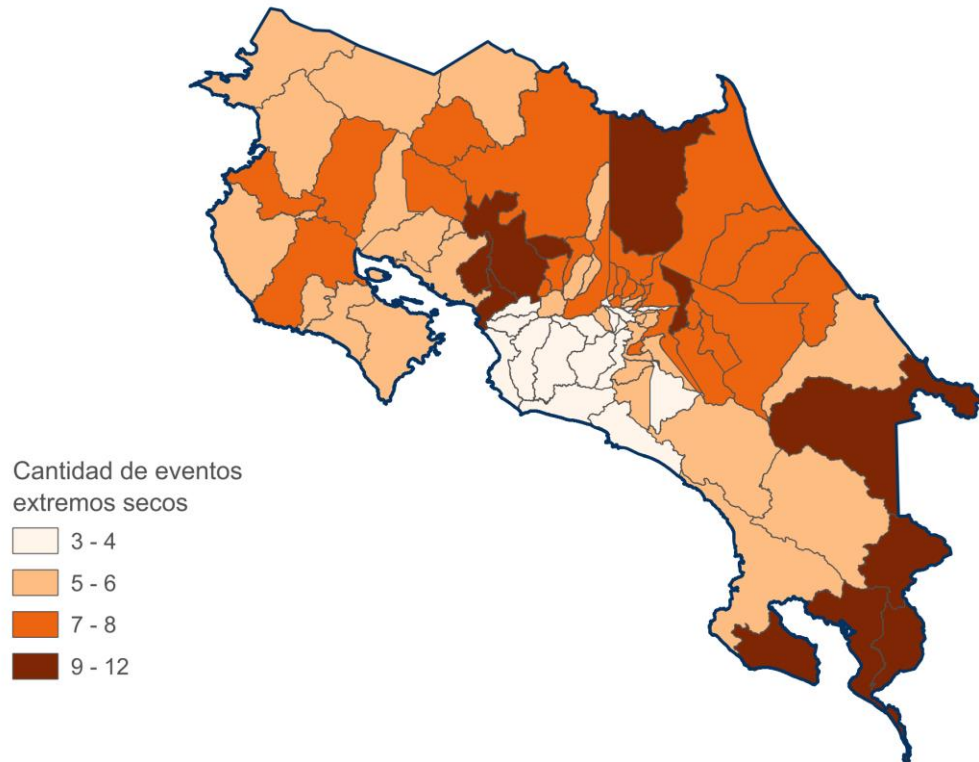 Cantidad de eventos
extremos secos
3 - 4
5 - 6
7 - 8
9 - 12